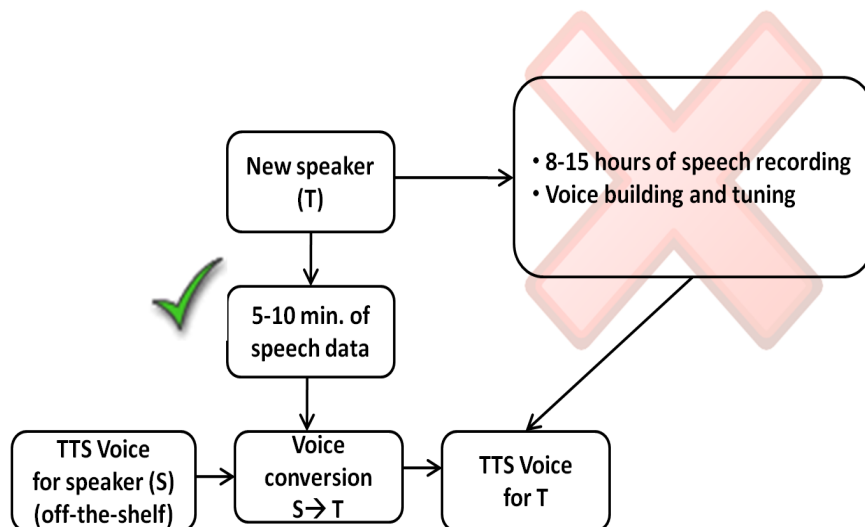 New speaker
(T)
• 8-15 hours of speech recording
• Voice building and tuning
5-10 min. of
speech data
TTS Voice
for speaker (S)
(off-the-shelf)
Voice
conversion
S→ T
TTS Voice
for T